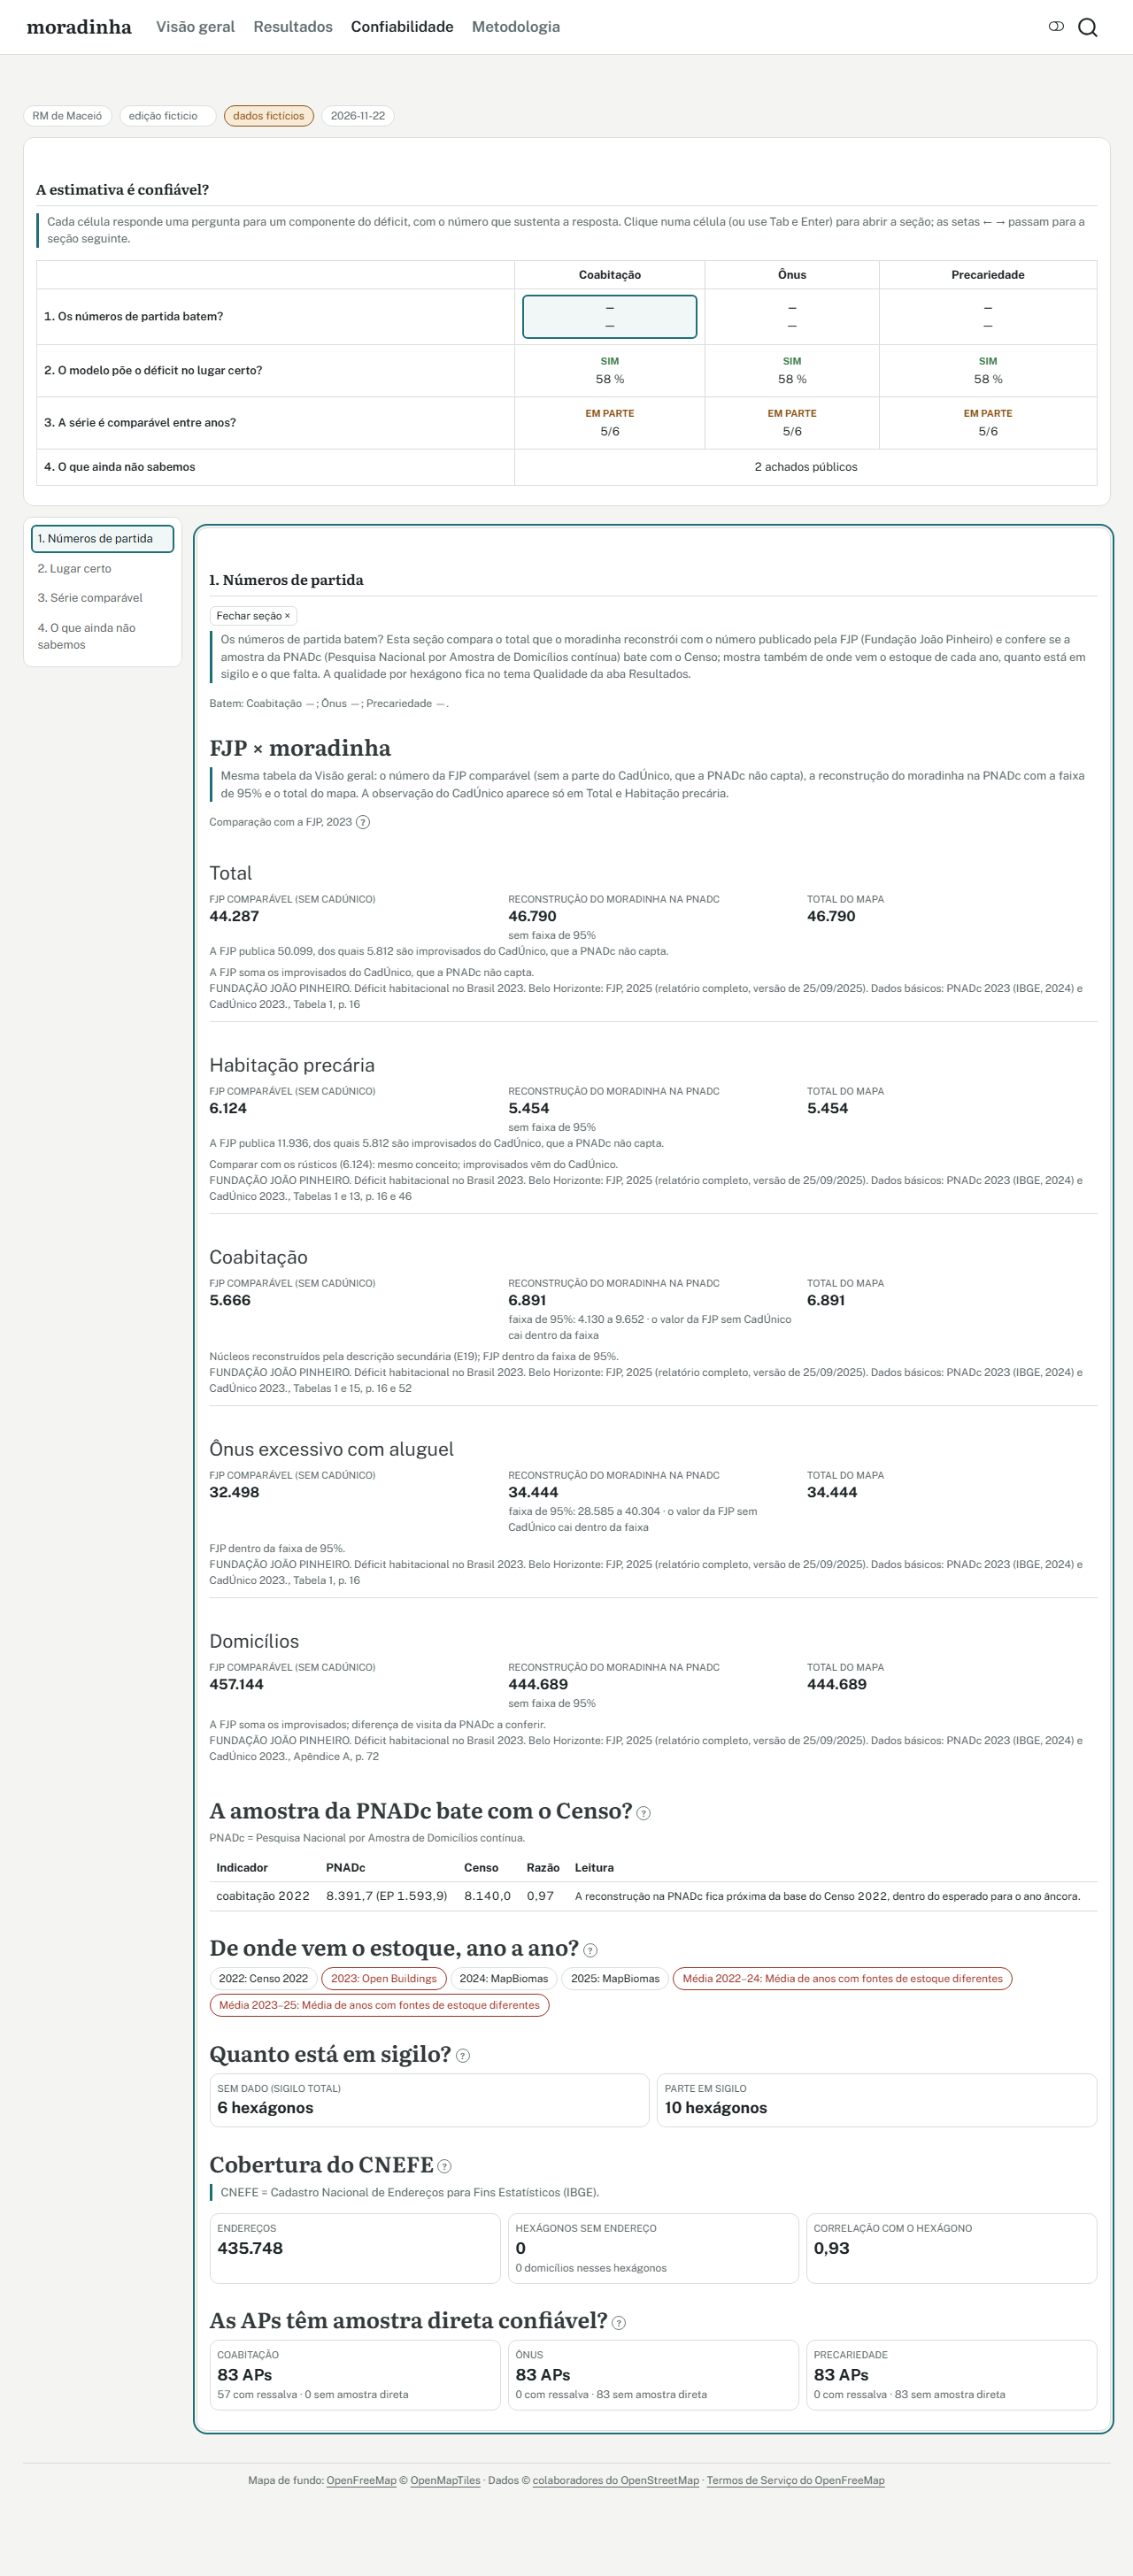 moradinha Visão geral Resultados Confiabilidade Metodologia
RM de Maceió edição ficticio dados fictícios 2026-11-22
A estimativa é confiável?
Cada célula responde uma pergunta para um componente do déficit, com o número que sustenta a resposta. Clique numa célula (ou use Tab e Enter) para abrir a seção; as setas ← → passam para a
seção seguinte.
Coabitação Ônus Precariedade
1. Os números de partida batem? — — —
— — —
SIM SIM SIM
2. O modelo põe o déficit no lugar certo?
58 % 58 % 58 %
EM PARTE EM PARTE EM PARTE
3. A série é comparável entre anos?
5/6 5/6 5/6
4. O que ainda não sabemos 2 achados públicos
1. Números de partida
2. Lugar certo
3. Série comparável
4. O que ainda não
sabemos
1. Números de partida
Fechar seção ×
Os números de partida batem? Esta seção compara o total que o moradinha reconstrói com o número publicado pela FJP (Fundação João Pinheiro) e confere se a
amostra da PNADc (Pesquisa Nacional por Amostra de Domicílios contínua) bate com o Censo; mostra também de onde vem o estoque de cada ano, quanto está em
sigilo e o que falta. A qualidade por hexágono fica no tema Qualidade da aba Resultados.
Batem: Coabitação —; Ônus —; Precariedade —.
FJP × moradinha
Mesma tabela da Visão geral: o número da FJP comparável (sem a parte do CadÚnico, que a PNADc não capta), a reconstrução do moradinha na PNADc com a faixa
de 95% e o total do mapa. A observação do CadÚnico aparece só em Total e Habitação precária.
Comparação com a FJP, 2023 ?
Total
FJP COMPARÁVEL (SEM CADÚNICO) RECONSTRUÇÃO DO MORADINHA NA PNADC TOTAL DO MAPA
44.287 46.790 46.790
sem faixa de 95%
A FJP publica 50.099, dos quais 5.812 são improvisados do CadÚnico, que a PNADc não capta.
A FJP soma os improvisados do CadÚnico, que a PNADc não capta.
FUNDAÇÃO JOÃO PINHEIRO. Déficit habitacional no Brasil 2023. Belo Horizonte: FJP, 2025 (relatório completo, versão de 25/09/2025). Dados básicos: PNADc 2023 (IBGE, 2024) e
CadÚnico 2023., Tabela 1, p. 16
Habitação precária
FJP COMPARÁVEL (SEM CADÚNICO) RECONSTRUÇÃO DO MORADINHA NA PNADC TOTAL DO MAPA
6.124 5.454 5.454
sem faixa de 95%
A FJP publica 11.936, dos quais 5.812 são improvisados do CadÚnico, que a PNADc não capta.
Comparar com os rústicos (6.124): mesmo conceito; improvisados vêm do CadÚnico.
FUNDAÇÃO JOÃO PINHEIRO. Déficit habitacional no Brasil 2023. Belo Horizonte: FJP, 2025 (relatório completo, versão de 25/09/2025). Dados básicos: PNADc 2023 (IBGE, 2024) e
CadÚnico 2023., Tabelas 1 e 13, p. 16 e 46
Coabitação
FJP COMPARÁVEL (SEM CADÚNICO) RECONSTRUÇÃO DO MORADINHA NA PNADC TOTAL DO MAPA
5.666 6.891 6.891
faixa de 95%: 4.130 a 9.652 · o valor da FJP sem CadÚnico
cai dentro da faixa
Núcleos reconstruídos pela descrição secundária (E19); FJP dentro da faixa de 95%.
FUNDAÇÃO JOÃO PINHEIRO. Déficit habitacional no Brasil 2023. Belo Horizonte: FJP, 2025 (relatório completo, versão de 25/09/2025). Dados básicos: PNADc 2023 (IBGE, 2024) e
CadÚnico 2023., Tabelas 1 e 15, p. 16 e 52
Ônus excessivo com aluguel
FJP COMPARÁVEL (SEM CADÚNICO) RECONSTRUÇÃO DO MORADINHA NA PNADC TOTAL DO MAPA
32.498 34.444 34.444
faixa de 95%: 28.585 a 40.304 · o valor da FJP sem
CadÚnico cai dentro da faixa
FJP dentro da faixa de 95%.
FUNDAÇÃO JOÃO PINHEIRO. Déficit habitacional no Brasil 2023. Belo Horizonte: FJP, 2025 (relatório completo, versão de 25/09/2025). Dados básicos: PNADc 2023 (IBGE, 2024) e
CadÚnico 2023., Tabela 1, p. 16
Domicílios
FJP COMPARÁVEL (SEM CADÚNICO) RECONSTRUÇÃO DO MORADINHA NA PNADC TOTAL DO MAPA
457.144 444.689 444.689
sem faixa de 95%
A FJP soma os improvisados; diferença de visita da PNADc a conferir.
FUNDAÇÃO JOÃO PINHEIRO. Déficit habitacional no Brasil 2023. Belo Horizonte: FJP, 2025 (relatório completo, versão de 25/09/2025). Dados básicos: PNADc 2023 (IBGE, 2024) e
CadÚnico 2023., Apêndice A, p. 72
A amostra da PNADc bate com o Censo? ?
PNADc = Pesquisa Nacional por Amostra de Domicílios contínua.
Indicador PNADc Censo Razão Leitura
coabitação 2022 8.391,7 (EP 1.593,9) 8.140,0 0,97 A reconstrução na PNADc fica próxima da base do Censo 2022, dentro do esperado para o ano âncora.
De onde vem o estoque, ano a ano? ?
2022: Censo 2022 2023: Open Buildings 2024: MapBiomas 2025: MapBiomas Média 2022–24: Média de anos com fontes de estoque diferentes
Média 2023–25: Média de anos com fontes de estoque diferentes
Quanto está em sigilo? ?
SEM DADO (SIGILO TOTAL) PARTE EM SIGILO
6 hexágonos 10 hexágonos
Cobertura do CNEFE ?
CNEFE = Cadastro Nacional de Endereços para Fins Estatísticos (IBGE).
ENDEREÇOS HEXÁGONOS SEM ENDEREÇO CORRELAÇÃO COM O HEXÁGONO
435.748 0 0,93
0 domicílios nesses hexágonos
As APs têm amostra direta confiável? ?
COABITAÇÃO ÔNUS PRECARIEDADE
83 APs 83 APs 83 APs
57 com ressalva · 0 sem amostra direta 0 com ressalva · 83 sem amostra direta 0 com ressalva · 83 sem amostra direta
Mapa de fundo: OpenFreeMap © OpenMapTiles · Dados © colaboradores do OpenStreetMap · Termos de Serviço do OpenFreeMap